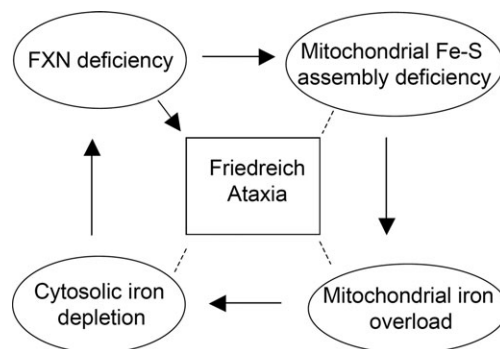 FXN deficiency
Mitochondrial Fe-S
assembly deficiency
Friedreich
Ataxia
Cytosolic iron
depletion
Mitochondrial iron
overload